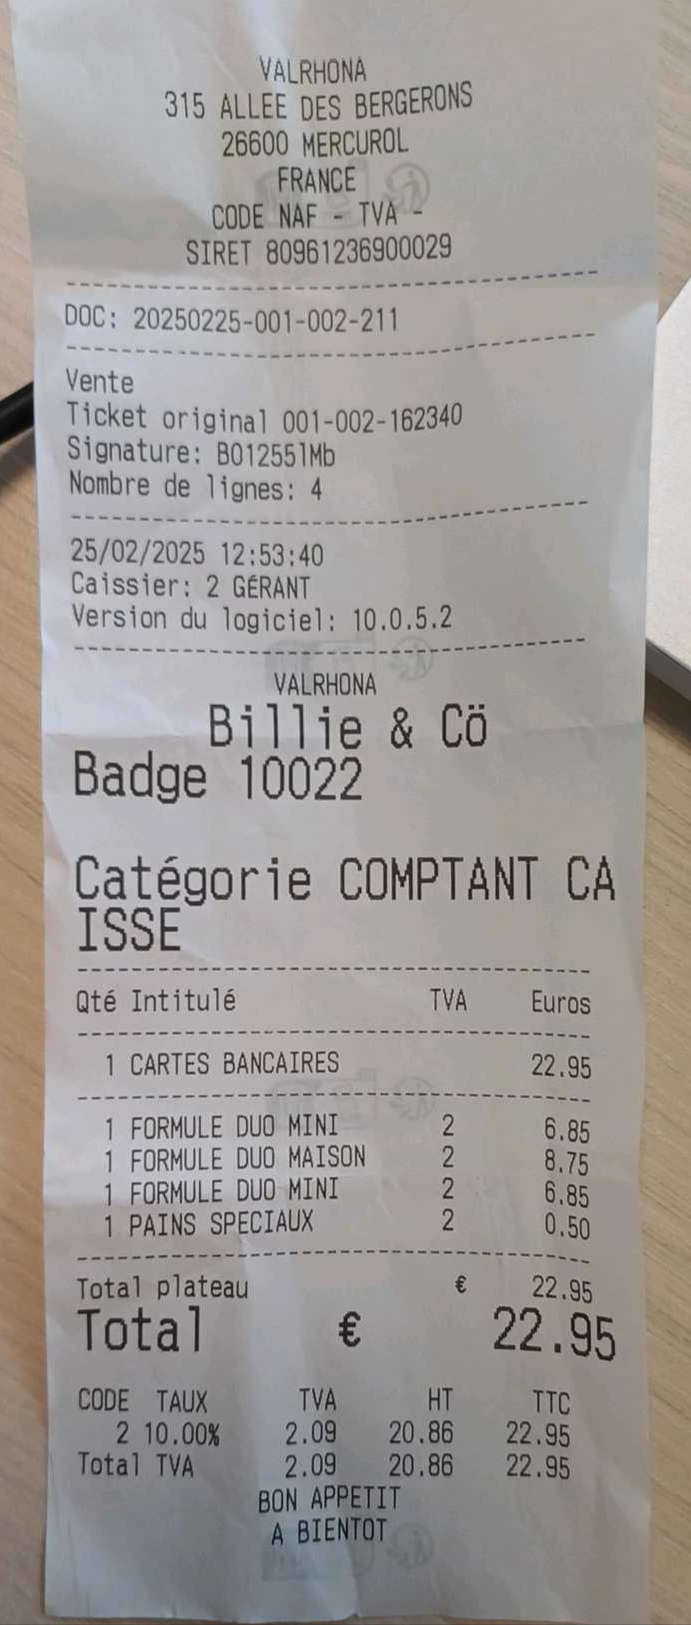 VALRHONA
315 ALLEE DES BERGERONS
26600 MERCUROL
FRANCE
CODE NAF - TVA -
SIRET 80961236900029
DOC: 20250225-001-002-211
Vente
Ticket original 001-002-162340
Signature: BO12551Mb
Nombre de lignes: 4
25/02/2025 12:53:40
Caissier: 2 GÉRANT
Version du logiciel: 10.0.5.2
VALRHONA
Billie & Cö
Badge 10022
Catégorie COMPTANT CA
ISSE
Qté Intitulé TVA Euros
1 CARTES BANCAIRES 22.95
1 FORMULE DUO MINI 2 6.85
1 FORMULE DUO MAISON 2 8.75
1 FORMULE DUO MINI 2 6.85
1 PAINS SPECIAUX 2 0.50
Total plateau € 22.95
Total € 22.95
CODE TAUX TVA HT TTC
2 10.00% 2.09 20.86 22.95
Total TVA 2.09 20.86 22.95
BON APPETIT
A BIENTOT